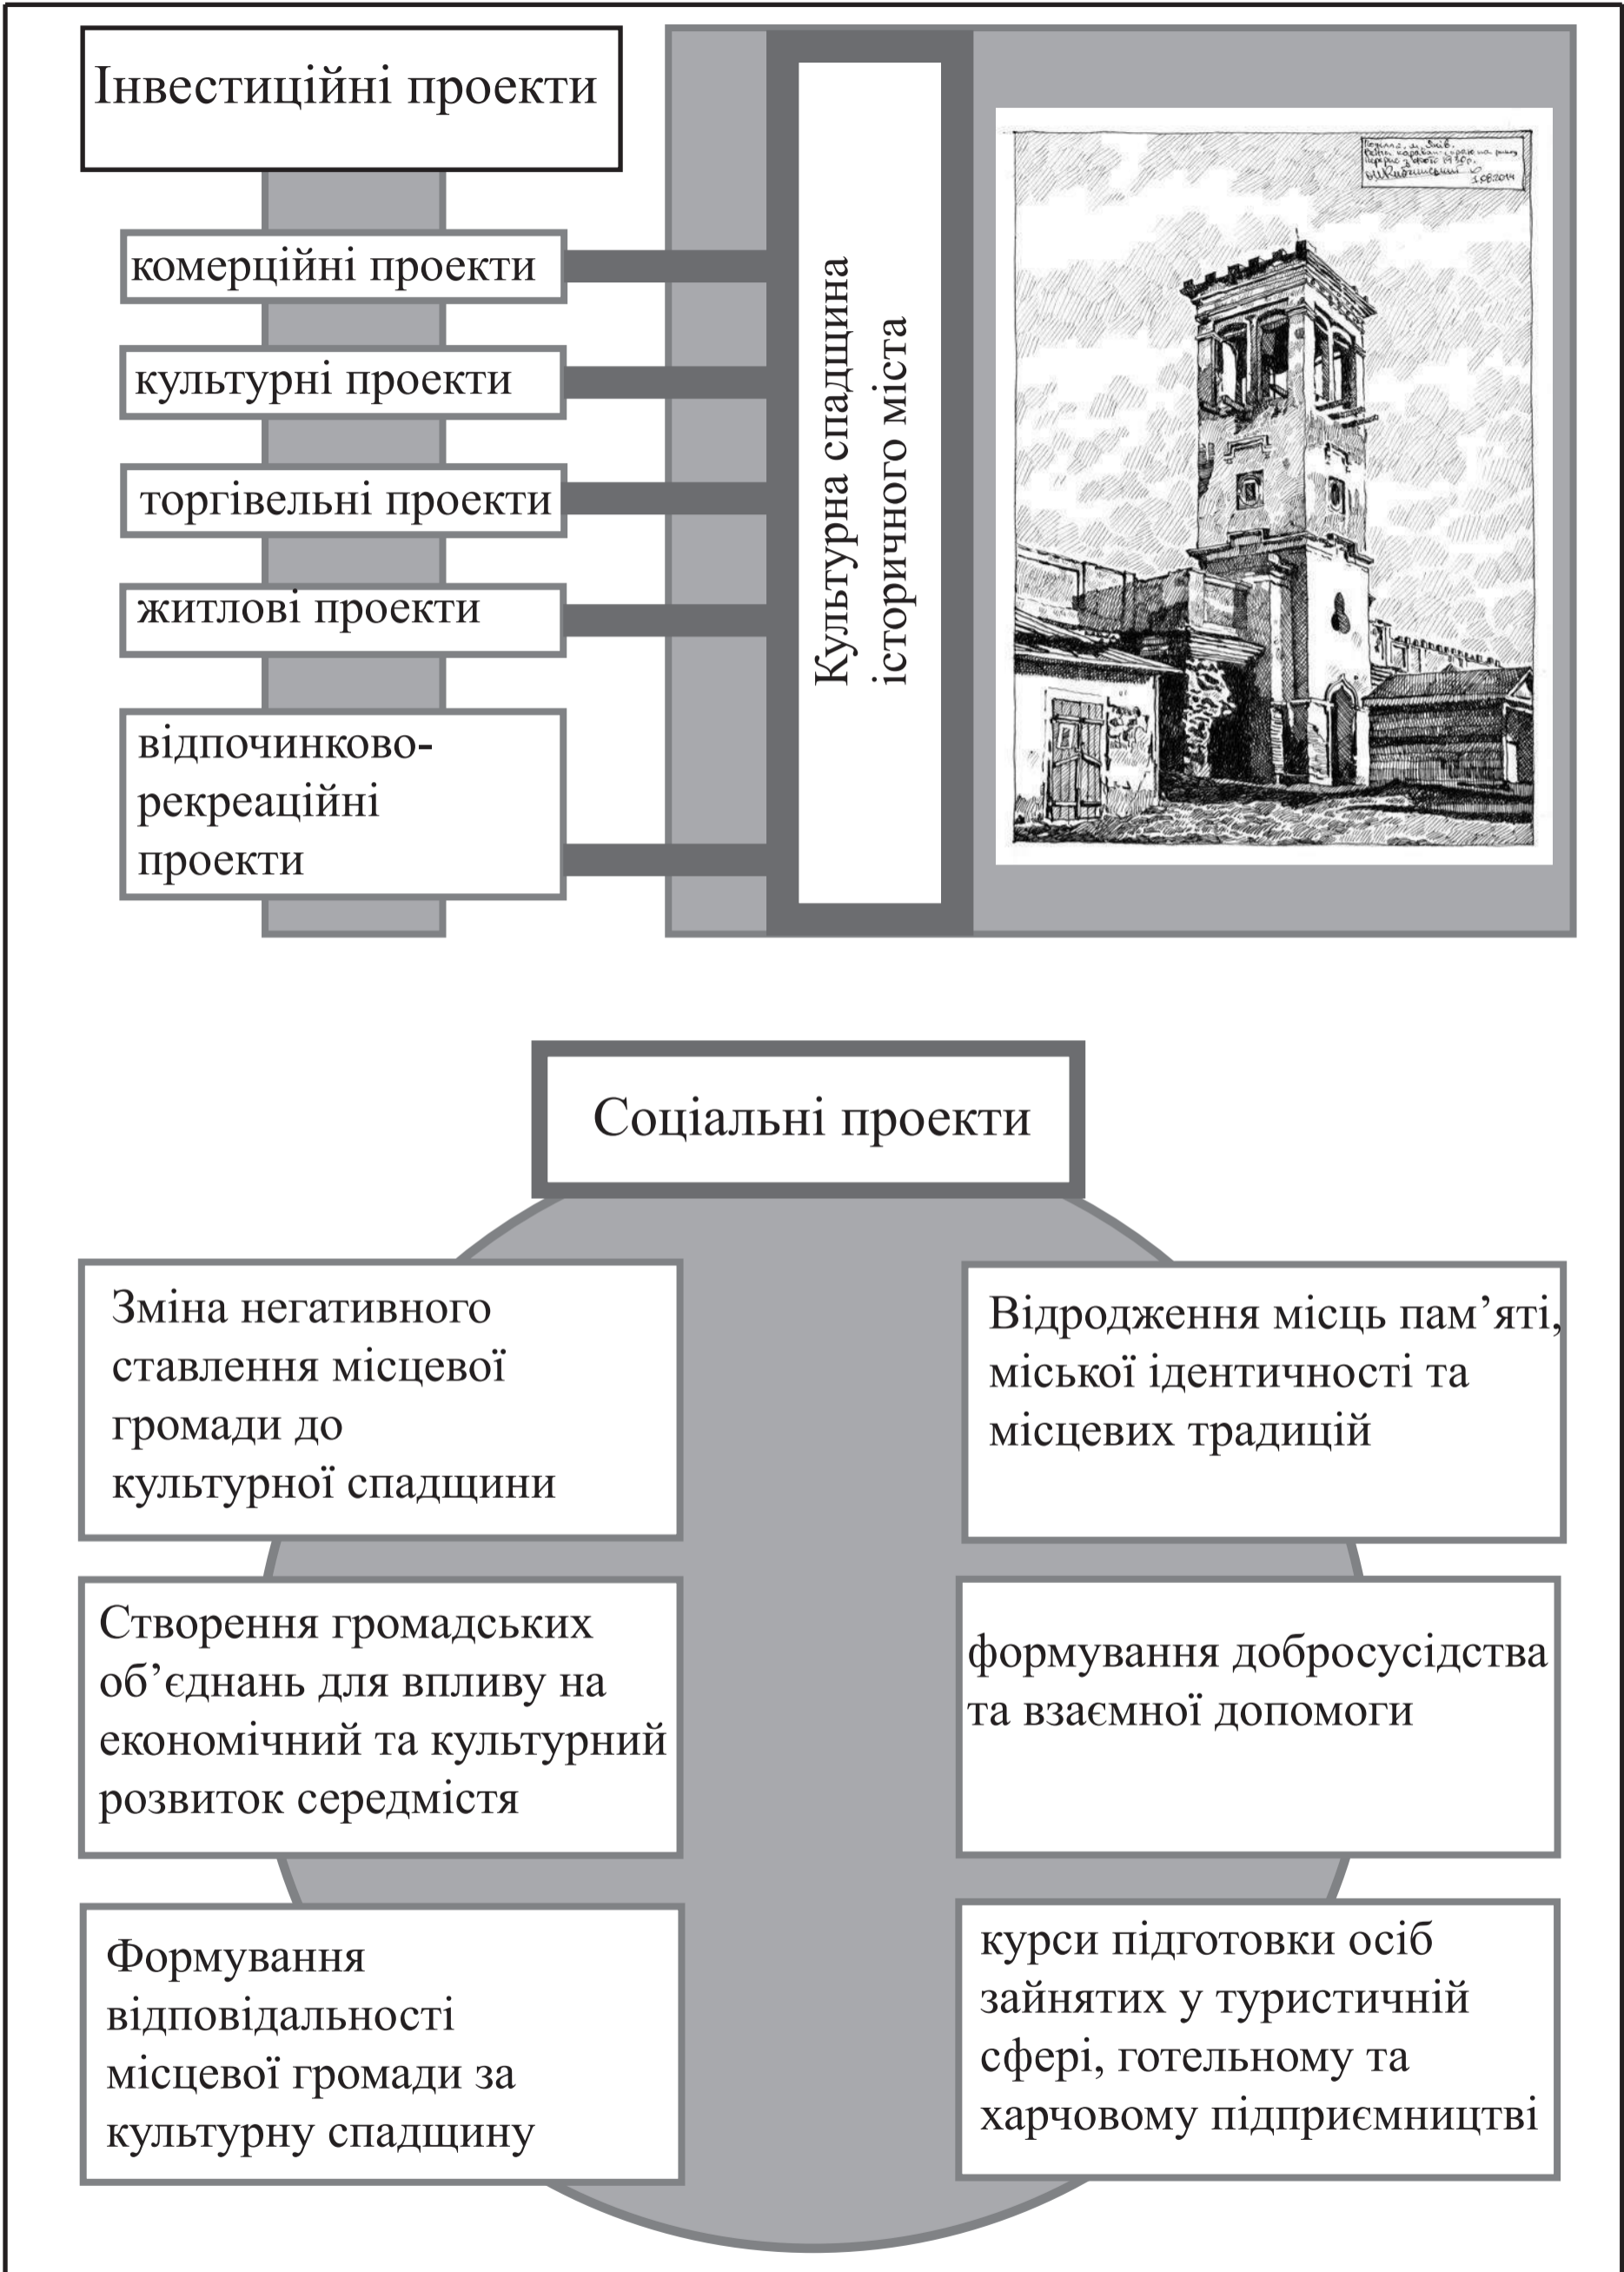 Інвестиційні проекти
комерційні проекти
культурні проекти
торгівельні проекти
житлові проекти
відпочинково-
рекреаційні
проекти
Культурна спадщина
історичного міста
1.08.2014
Соціальні проекти
Зміна негативного
ставлення місцевої
громади до
культурної спадщини
Створення громадських
об’єднань для впливу на
економічний та культурний
розвиток середмістя
Формування
відповідальності
місцевої громади за
культурну спадщину
Відродження місць пам’яті,
міської ідентичності та
місцевих традицій
формування добросусідства
та взаємної допомоги
курси підготовки осіб
зайнятих у туристичній
сфері, готельному та
харчовому підприємництві